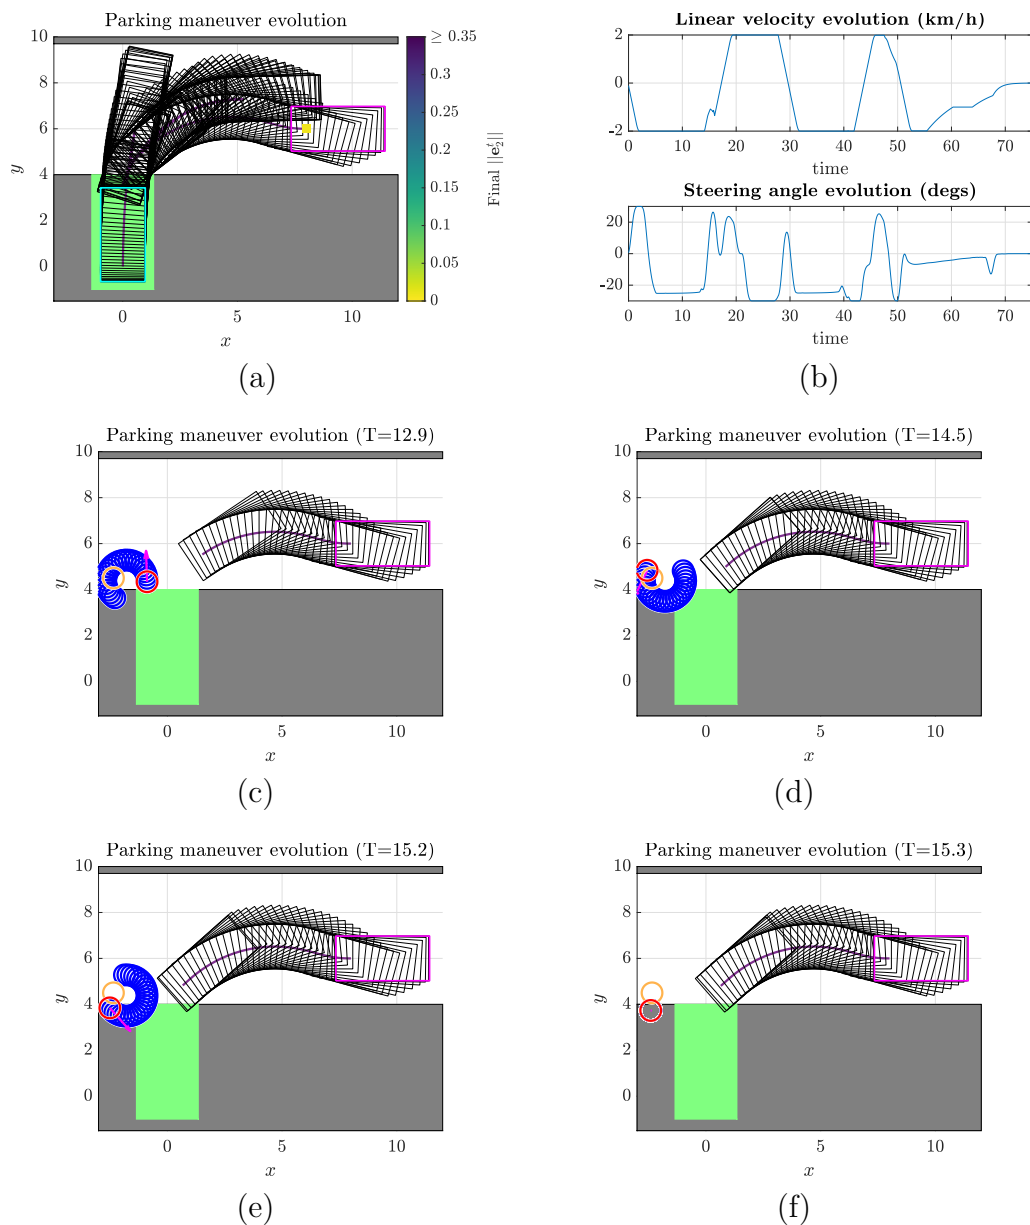 Parking maneuver evolution
10
8
6
4
2
0
y
0 5 10
x
≥ 0.35
0.3
0.25
0.2
0.15
0.1
0.05
0
Final ||e₂ᵗ||
(a)
Linear velocity evolution (km/h)
2
0
-2
0 10 20 30 40 50 60 70
time
Steering angle evolution (degs)
20
0
-20
0 10 20 30 40 50 60 70
time
(b)
Parking maneuver evolution (T=12.9)
10
8
6
4
2
0
y
0 5 10
x
(c)
Parking maneuver evolution (T=14.5)
10
8
6
4
2
0
y
0 5 10
x
(d)
Parking maneuver evolution (T=15.2)
10
8
6
4
2
0
y
0 5 10
x
(e)
Parking maneuver evolution (T=15.3)
10
8
6
4
2
0
y
0 5 10
x
(f)